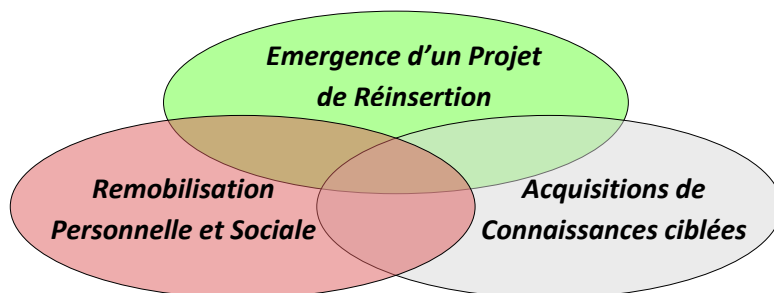 Emergence d’un Projet
de Réinsertion
Remobilisation
Personnelle et Sociale
Acquisitions de
Connaissances ciblées